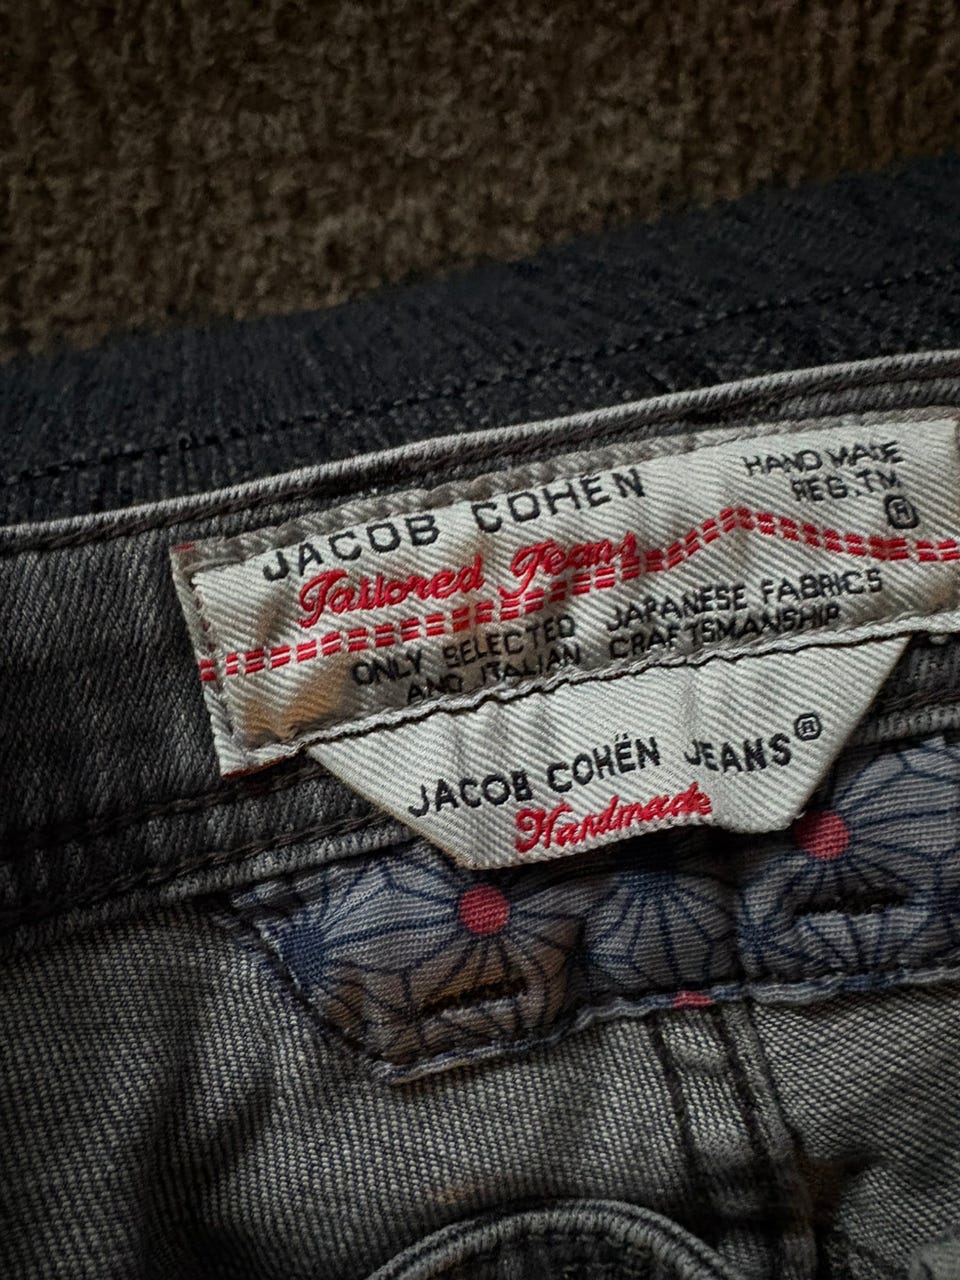 JACOB COHËN
HAND MADE
REG.TM
®
Tailored Jeans
ONLY SELECTED JAPANESE FABRICS
AND ITALIAN CRAFTSMANSHIP
JACOB COHËN JEANS®
Handmade